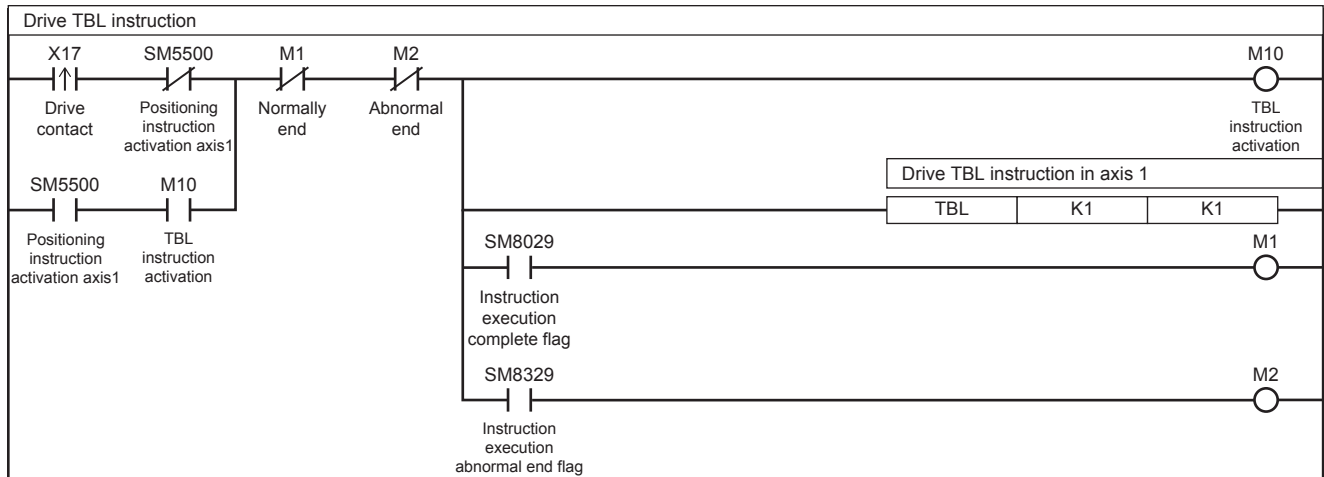 Drive TBL instruction
X17 SM5500 M1 M2 M10
Drive contact
Positioning instruction activation axis1
Normally end
Abnormal end
TBL instruction activation
Drive TBL instruction in axis 1
SM5500 M10
TBL K1 K1
Positioning instruction activation axis1
TBL instruction activation
SM8029 M1
Instruction execution complete flag
SM8329 M2
Instruction execution abnormal end flag